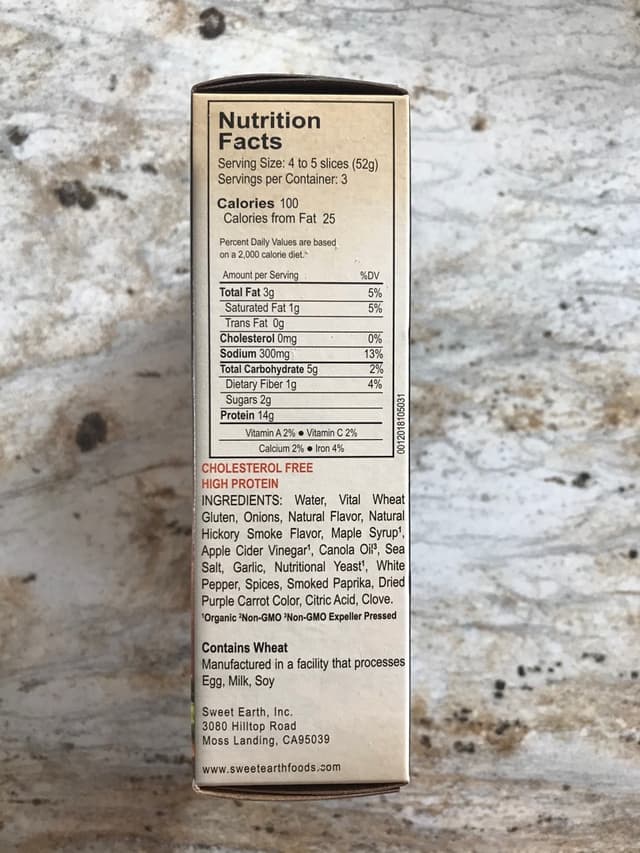 Nutrition
Facts
Serving Size: 4 to 5 slices (52g)
Servings per Container: 3
Calories 100
Calories from Fat 25
Percent Daily Values are based
on a 2,000 calorie diet.
Amount per Serving %DV
Total Fat 3g 5%
Saturated Fat 1g 5%
Trans Fat 0g
Cholesterol 0mg 0%
Sodium 300mg 13%
Total Carbohydrate 5g 2%
Dietary Fiber 1g 4%
Sugars 2g
Protein 14g
Vitamin A 2% ● Vitamin C 2%
Calcium 2% ● Iron 4%
0012018105031
CHOLESTEROL FREE
HIGH PROTEIN
INGREDIENTS: Water, Vital Wheat
Gluten, Onions, Natural Flavor, Natural
Hickory Smoke Flavor, Maple Syrup¹,
Apple Cider Vinegar¹, Canola Oil³, Sea
Salt, Garlic, Nutritional Yeast¹, White
Pepper, Spices, Smoked Paprika, Dried
Purple Carrot Color, Citric Acid, Clove.
¹Organic ²Non-GMO ³Non-GMO Expeller Pressed
Contains Wheat
Manufactured in a facility that processes
Egg, Milk, Soy
Sweet Earth, Inc.
3080 Hilltop Road
Moss Landing, CA95039
www.sweetearthfoods.com